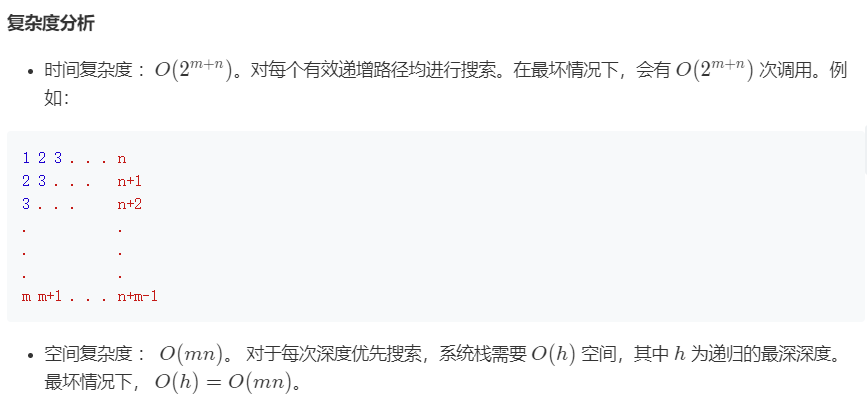 复杂度分析
• 时间复杂度： O(2^{m+n})。对每个有效递增路径均进行搜索。在最坏情况下，会有 O(2^{m+n}) 次调用。例
如：
1 2 3 . . . n
2 3 . . . n+1
3 . . . n+2
. .
. .
. .
m m+1 . . . n+m-1
• 空间复杂度： O(mn)。 对于每次深度优先搜索，系统栈需要 O(h) 空间，其中 h 为递归的最深深度。
最坏情况下， O(h) = O(mn)。